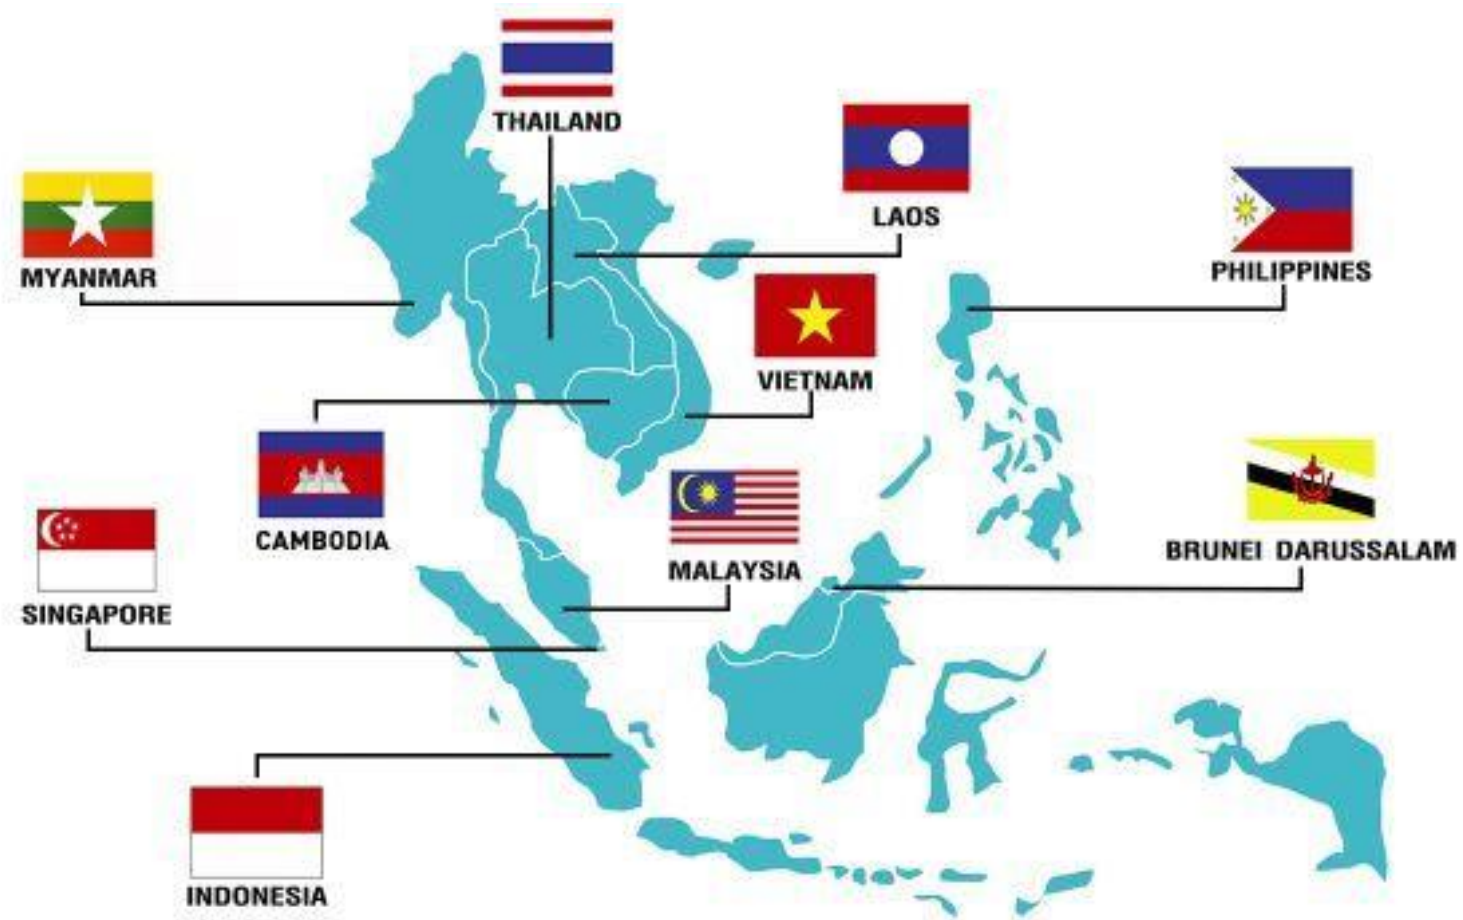 THAILAND
LAOS
MYANMAR
PHILIPPINES
VIETNAM
CAMBODIA
MALAYSIA
BRUNEI DARUSSALAM
SINGAPORE
INDONESIA